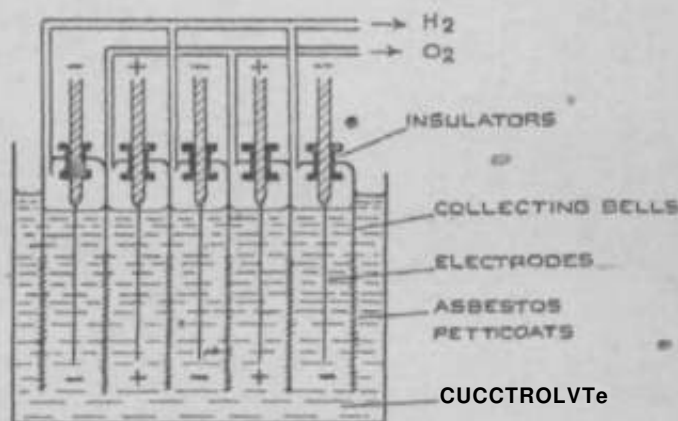 → H2
→ O2
- + - + -
INSULATORS
COLLECTING BELLS
ELECTRODES
ASBESTOS
PETTICOATS
- + - + -
CUCCTROLVTe